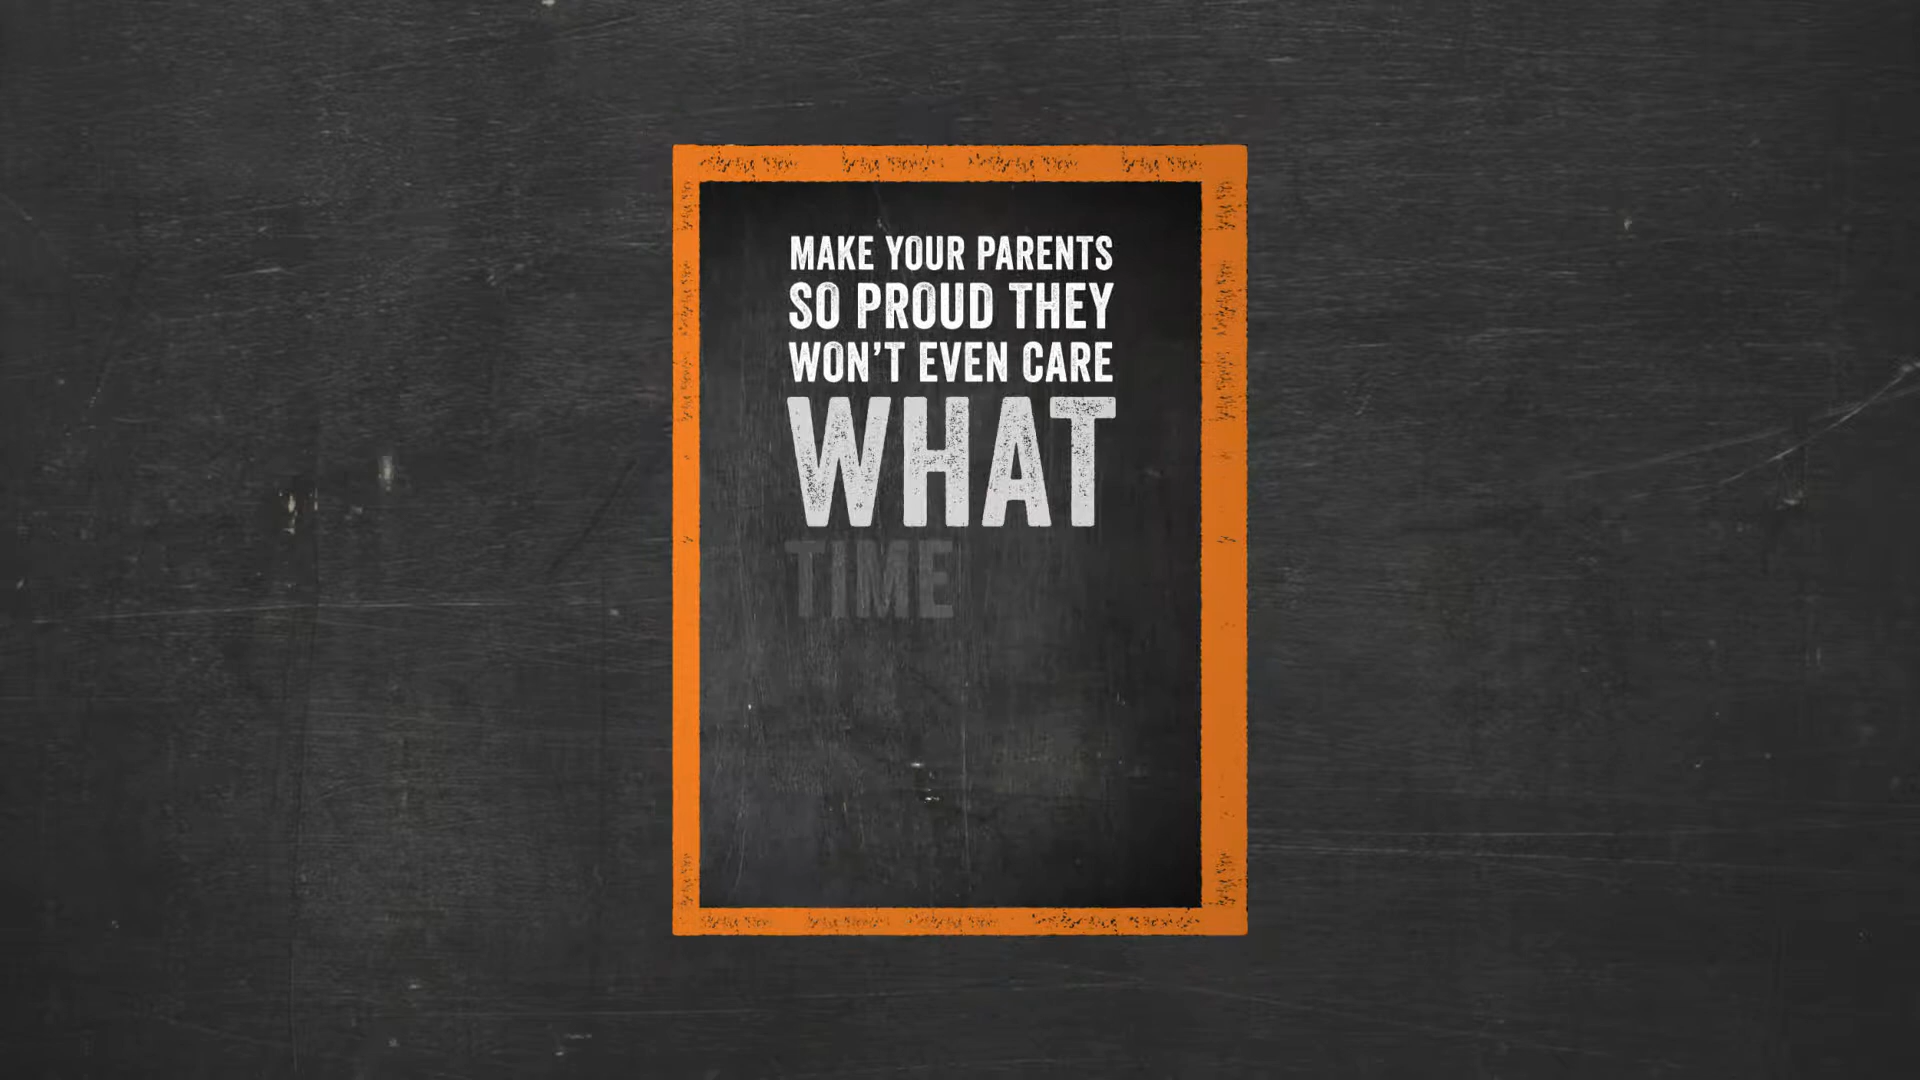 MAKE YOUR PARENTS
SO PROUD THEY
WON'T EVEN CARE
WHAT
TIME